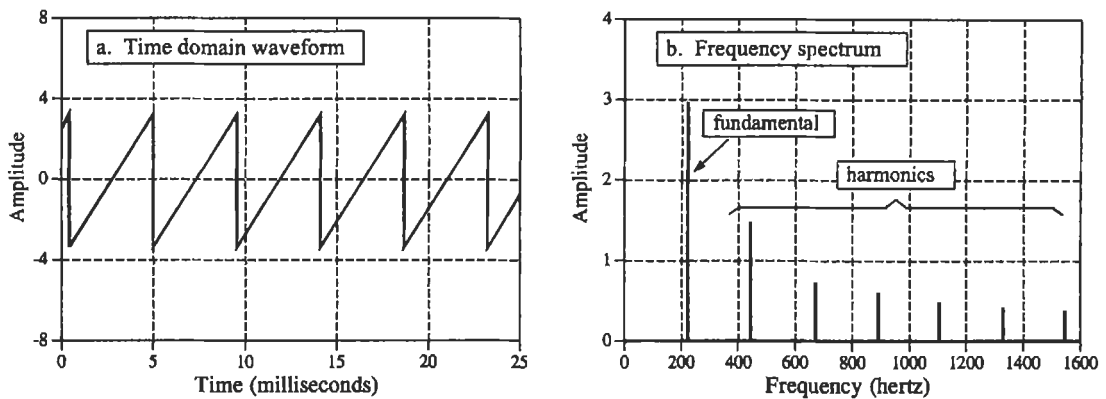 a. Time domain waveform
Amplitude
8
4
0
-4
-8
0 5 10 15 20 25
Time (milliseconds)
b. Frequency spectrum
fundamental
harmonics
Amplitude
4
3
2
1
0
0 200 400 600 800 1000 1200 1400 1600
Frequency (hertz)